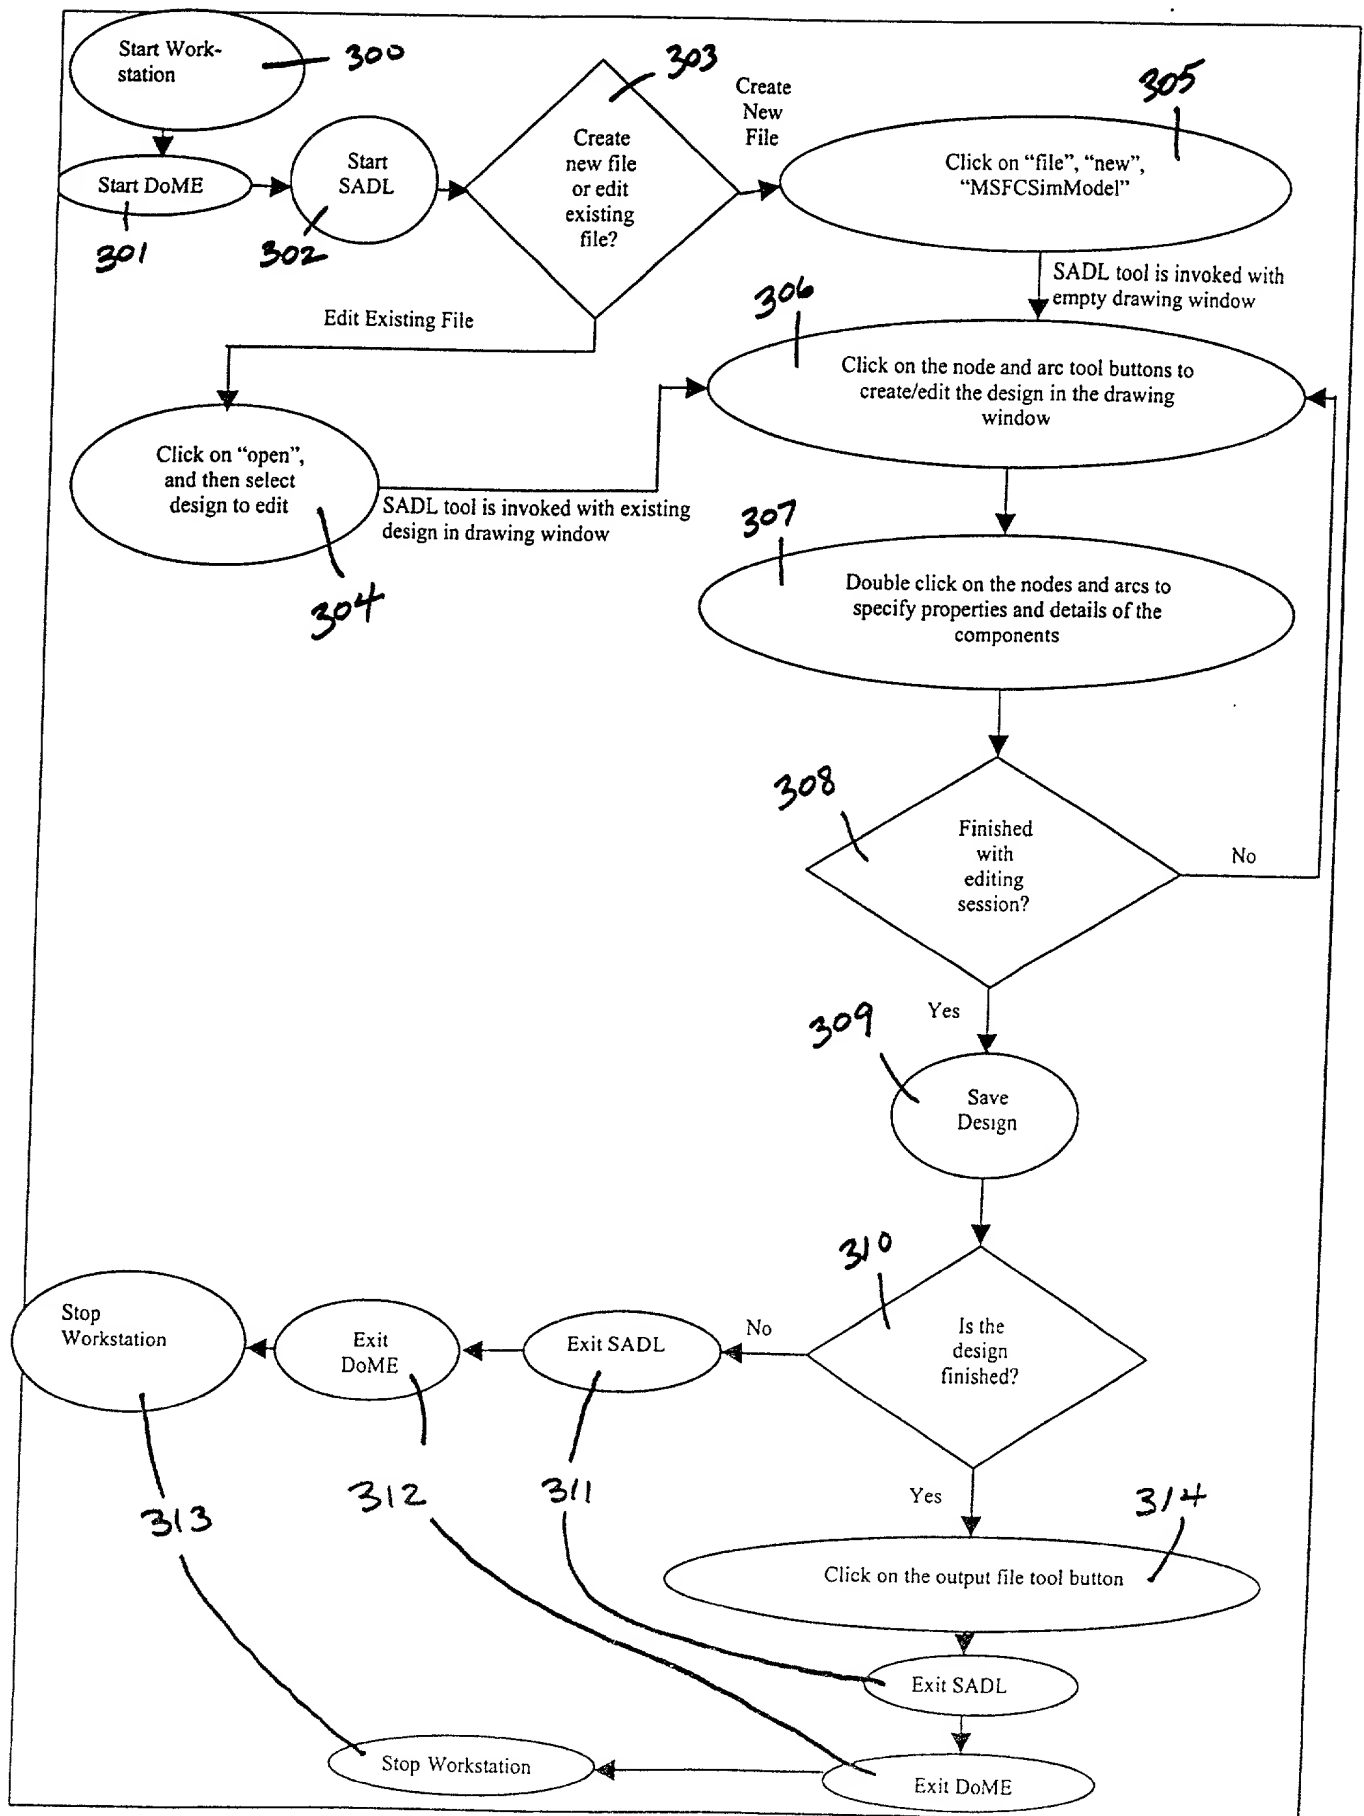 Start Work-
station
300
303
Create
New
File
305
Start DoME
301
Start
SADL
302
Create
new file
or edit
existing
file?
Click on “file”, “new”,
“MSFCSimModel”
SADL tool is invoked with
empty drawing window
Edit Existing File
306
Click on the node and arc tool buttons to
create/edit the design in the drawing
window
Click on “open”,
and then select
design to edit
304
SADL tool is invoked with existing
design in drawing window
307
Double click on the nodes and arcs to
specify properties and details of the
components
308
Finished
with
editing
session?
No
Yes
309
Save
Design
310
Is the
design
finished?
No
Exit SADL
Exit
DoME
Stop
Workstation
313
312
311
Yes
314
Click on the output file tool button
Exit SADL
Exit DoME
Stop Workstation